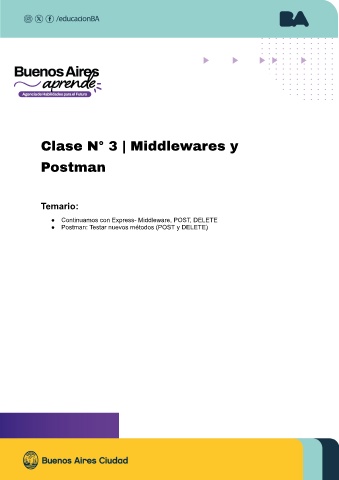 /educacionBA
BA
Buenos Aires
aprende
Agencia de Habilidades para el Futuro
Clase N° 3 | Middlewares y
Postman
Temario:
● Continuamos con Express- Middleware, POST, DELETE
● Postman: Testar nuevos métodos (POST y DELETE)
Buenos Aires Ciudad